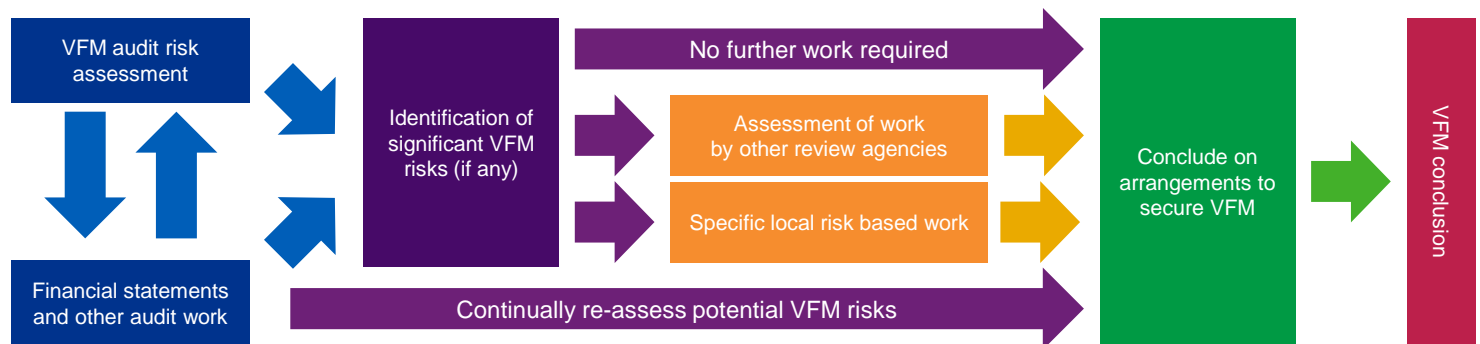 VFM audit risk
assessment
Financial statements
and other audit work
Identification of
significant VFM
risks (if any)
No further work required
Assessment of work
by other review agencies
Specific local risk based work
Continually re-assess potential VFM risks
Conclude on
arrangements to
secure VFM
VFM conclusion